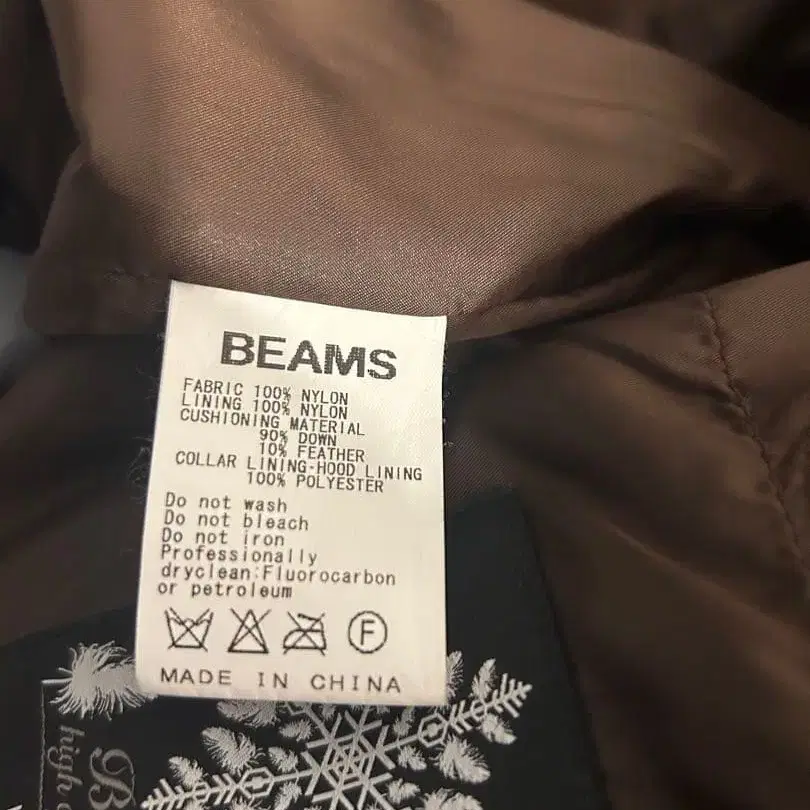 BEAMS
FABRIC 100% NYLON
LINING 100% NYLON
CUSHIONING MATERIAL
90% DOWN
10% FEATHER
COLLAR LINING·HOOD LINING
100% POLYESTER
Do not wash
Do not bleach
Do not iron
Professionally
dryclean:Fluorocarbon
or petroleum
F
MADE IN CHINA
high